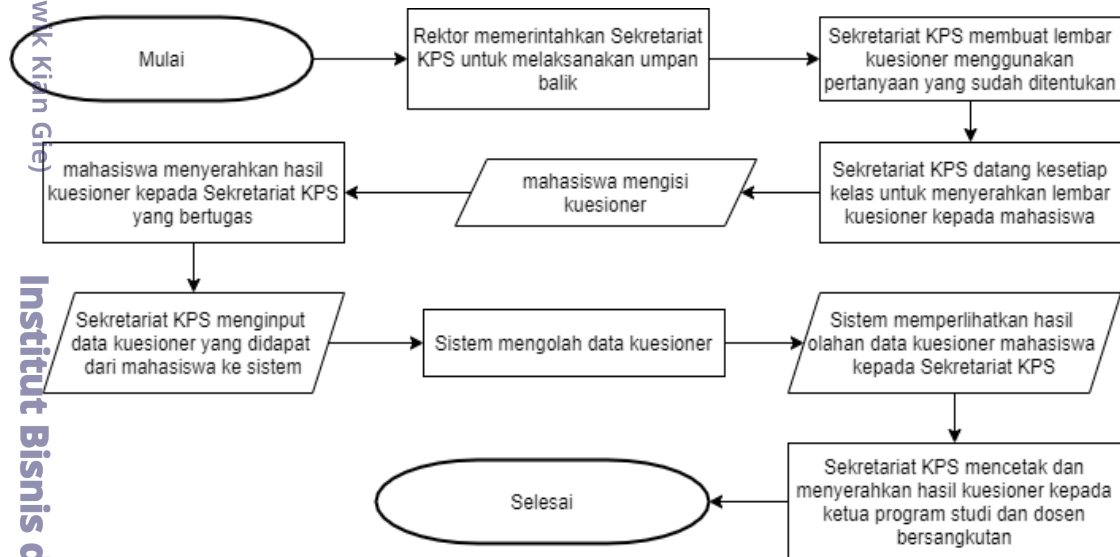 Mulai
Rektor memerintahkan Sekretariat
KPS untuk melaksanakan umpan
balik
Sekretariat KPS membuat lembar
kuesioner menggunakan
pertanyaan yang sudah ditentukan
Sekretariat KPS datang kesetiap
kelas untuk menyerahkan lembar
kuesioner kepada mahasiswa
mahasiswa mengisi
kuesioner
mahasiswa menyerahkan hasil
kuesioner kepada Sekretariat KPS
yang bertugas
Sekretariat KPS menginput
data kuesioner yang didapat
dari mahasiswa ke sistem
Sistem mengolah data kuesioner
Sistem memperlihatkan hasil
olahan data kuesioner mahasiswa
kepada Sekretariat KPS
Sekretariat KPS mencetak dan
menyerahkan hasil kuesioner kepada
ketua program studi dan dosen
bersangkutan
Selesai
Kian Gie)
Institut Bisnis